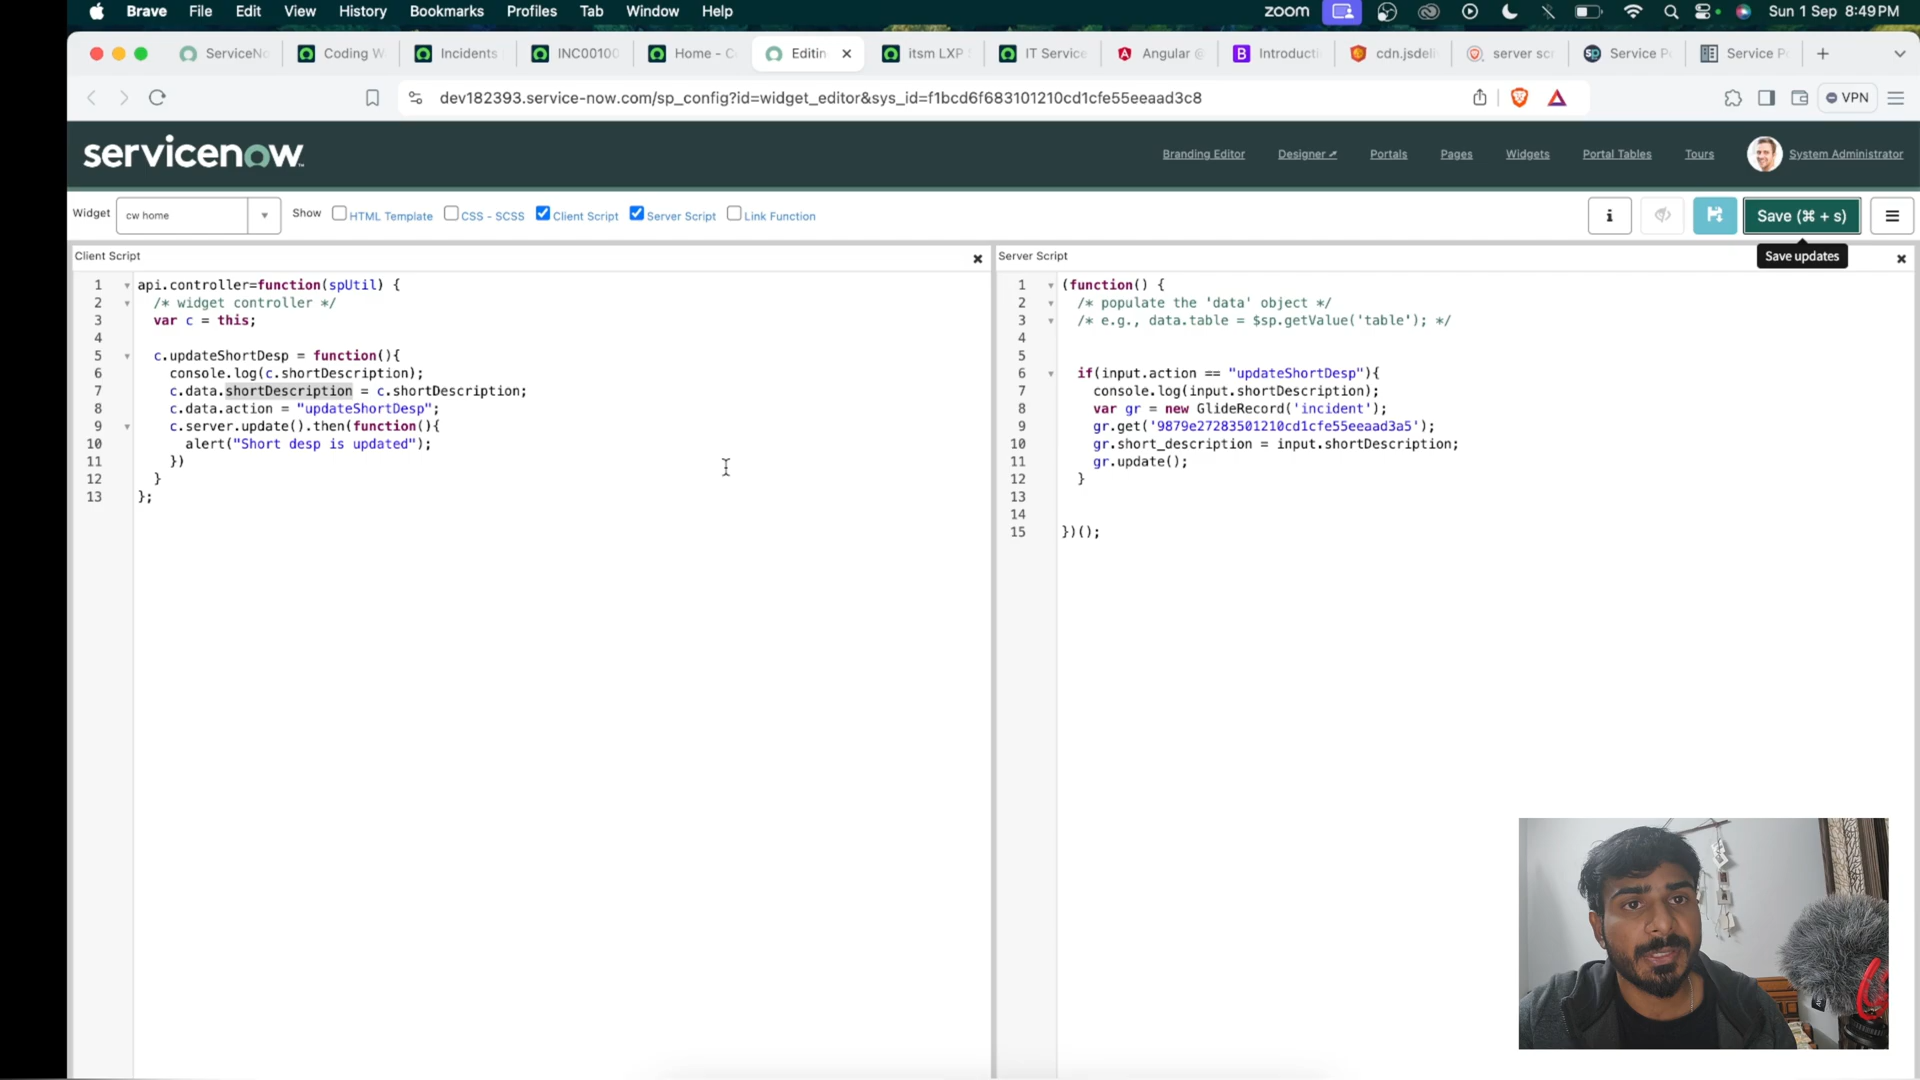 Brave File Edit View History Bookmarks Profiles Tab Window Help zoom Sun 1 Sep 8:49 PM
ServiceNo Coding W Incidents INC00100 Home - C Editin itsm LXP IT Service Angular @ Introducti cdn.jsdeli server scr Service P Service P
dev182393.service-now.com/sp_config?id=widget_editor&sys_id=f1bcd6f683101210cd1cfe55eeaad3c8 VPN
servicenow Branding Editor Designer Portals Pages Widgets Portal Tables Tours System Administrator
Widget cw home Show HTML Template CSS - SCSS Client Script Server Script Link Function i Save (⌘ + s)
Save updates
Client Script
1 api.controller=function(spUtil) {
2 /* widget controller */
3 var c = this;
4
5 c.updateShortDesp = function(){
6 console.log(c.shortDescription);
7 c.data.shortDescription = c.shortDescription;
8 c.data.action = "updateShortDesp";
9 c.server.update().then(function(){
10 alert("Short desp is updated");
11 })
12 }
13 };
Server Script
1 (function() {
2 /* populate the 'data' object */
3 /* e.g., data.table = $sp.getValue('table'); */
4
5
6 if(input.action == "updateShortDesp"){
7 console.log(input.shortDescription);
8 var gr = new GlideRecord('incident');
9 gr.get('9879e27283501210cd1cfe55eeaad3a5');
10 gr.short_description = input.shortDescription;
11 gr.update();
12 }
13
14
15 })();